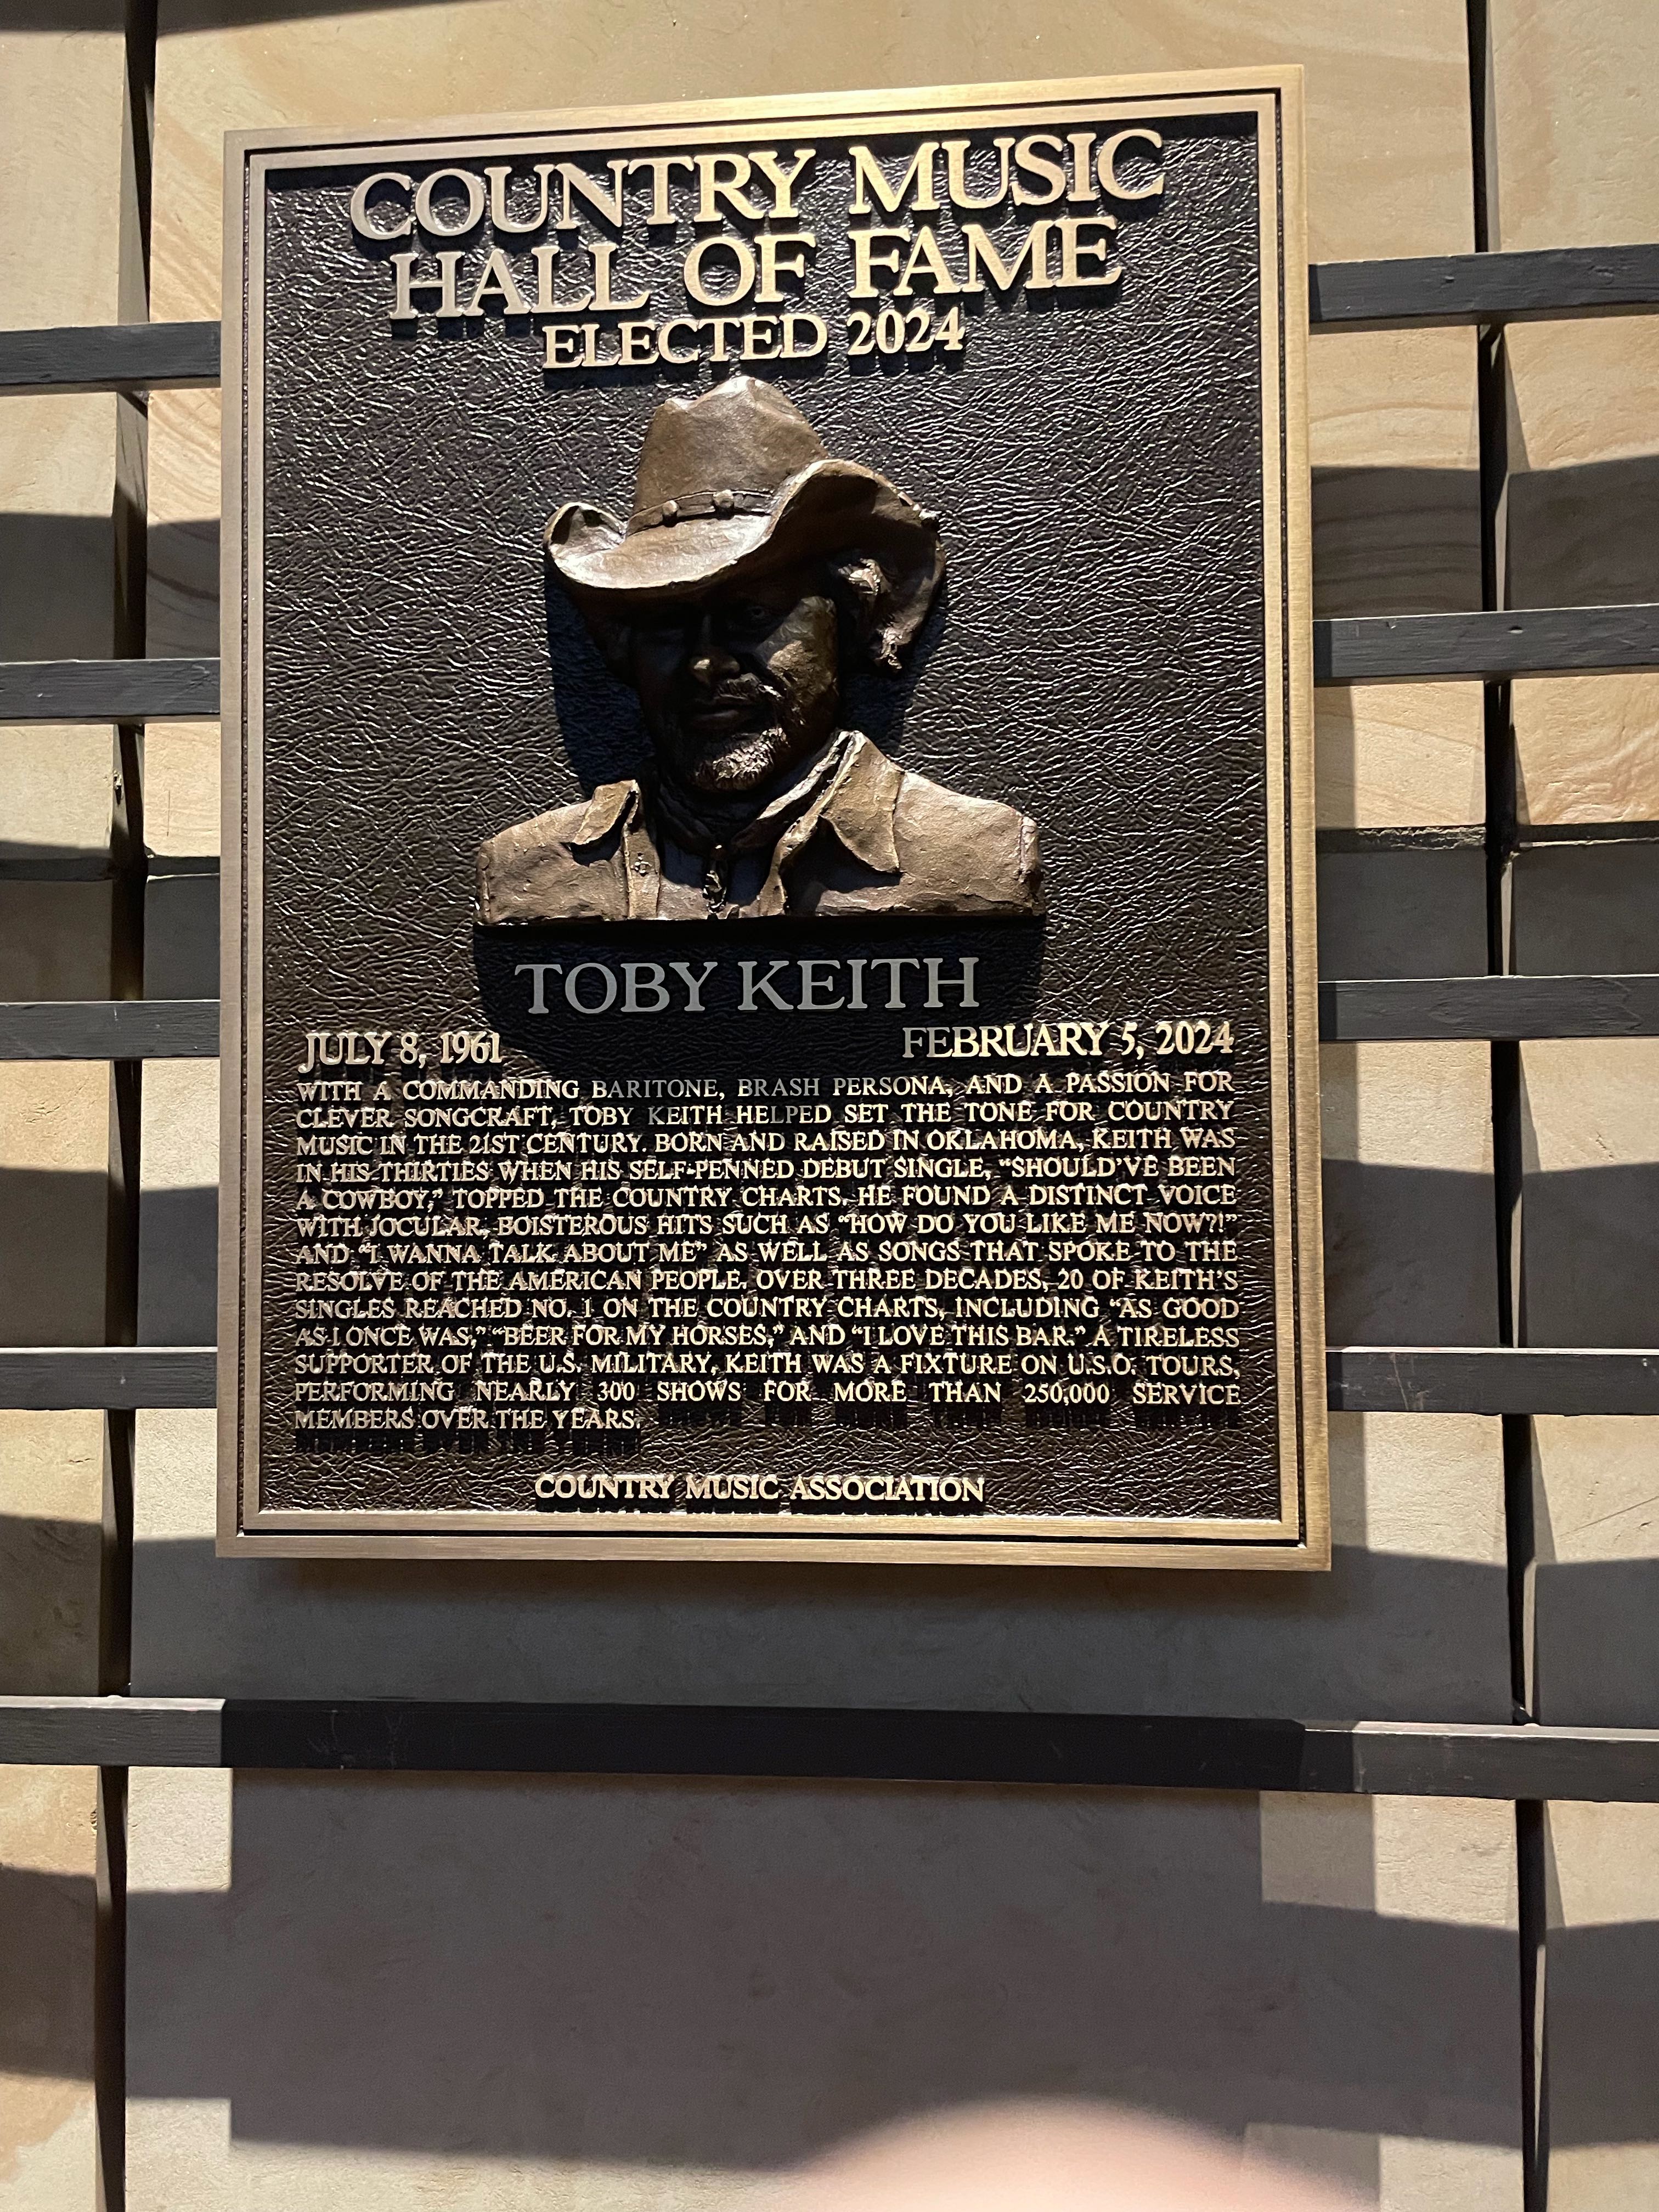 COUNTRY MUSIC
HALL OF FAME
ELECTED 2024
TOBY KEITH
JULY 8, 1961 FEBRUARY 5, 2024
WITH A COMMANDING BARITONE, BRASH PERSONA, AND A PASSION FOR
CLEVER SONGCRAFT, TOBY KEITH HELPED SET THE TONE FOR COUNTRY
MUSIC IN THE 21ST CENTURY. BORN AND RAISED IN OKLAHOMA, KEITH WAS
IN HIS THIRTIES WHEN HIS SELF-PENNED DEBUT SINGLE, “SHOULD’VE BEEN
A COWBOY,” TOPPED THE COUNTRY CHARTS. HE FOUND A DISTINCT VOICE
WITH JOCULAR, BOISTEROUS HITS SUCH AS “HOW DO YOU LIKE ME NOW?!”
AND “I WANNA TALK ABOUT ME” AS WELL AS SONGS THAT SPOKE TO THE
RESOLVE OF THE AMERICAN PEOPLE. OVER THREE DECADES, 20 OF KEITH’S
SINGLES REACHED NO. 1 ON THE COUNTRY CHARTS, INCLUDING “AS GOOD
AS I ONCE WAS,” “BEER FOR MY HORSES,” AND “I LOVE THIS BAR.” A TIRELESS
SUPPORTER OF THE U.S. MILITARY, KEITH WAS A FIXTURE ON U.S.O. TOURS,
PERFORMING NEARLY 300 SHOWS FOR MORE THAN 250,000 SERVICE
MEMBERS OVER THE YEARS.
COUNTRY MUSIC ASSOCIATION